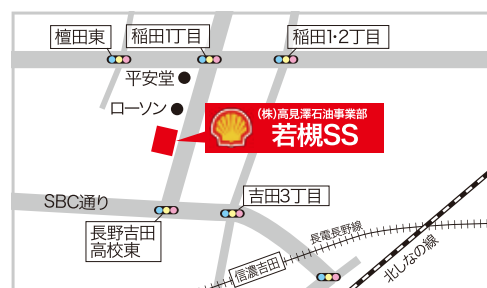 檀田東
稲田1丁目
稲田1・2丁目
平安堂
ローソン
(株)高見澤石油事業部
若槻SS
SBC通り
吉田3丁目
長野吉田
高校東
長電長野線
信濃吉田
北しなの線